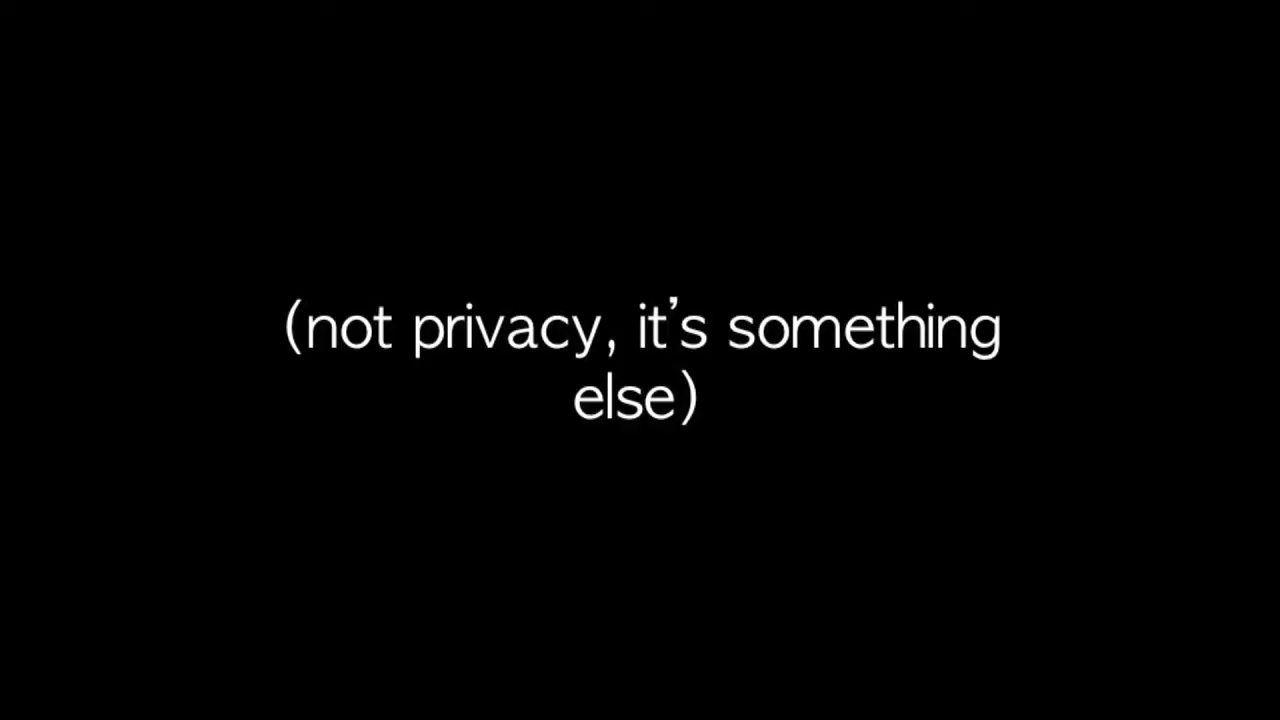 (not privacy, it’s something
else)